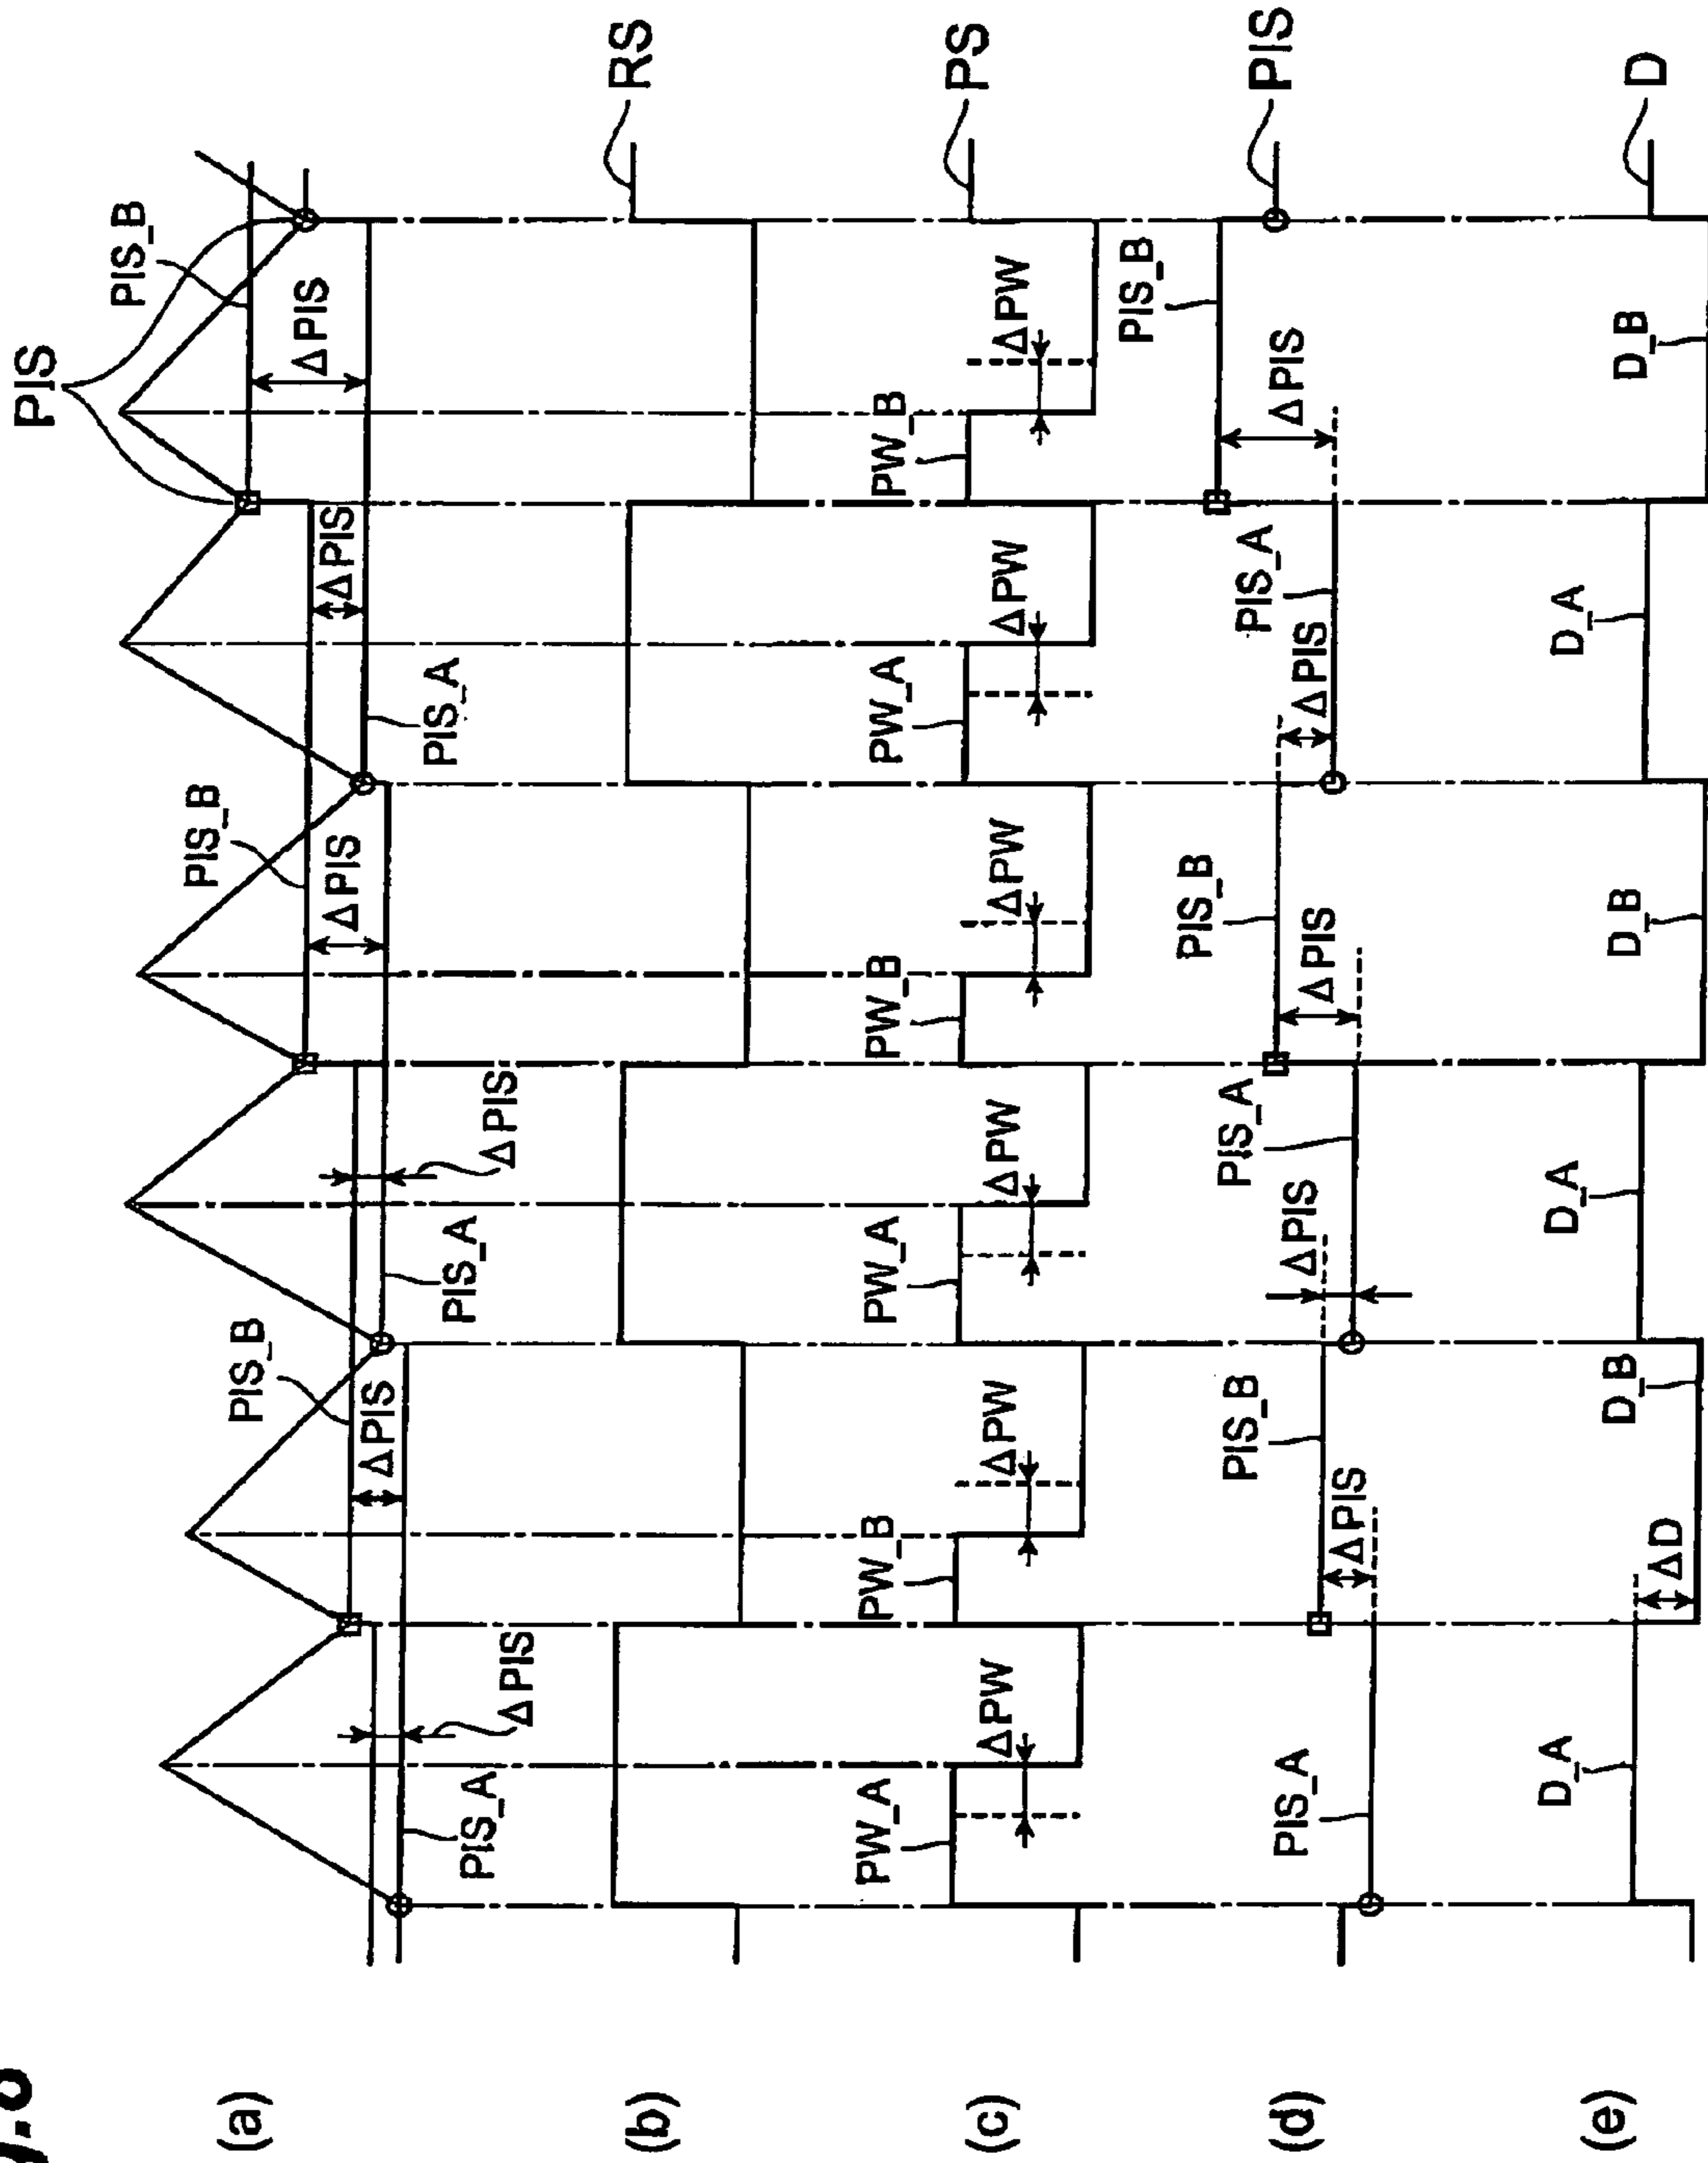 (a)
PIS
PIS_A
ΔPIS
ΔPIS
PIS_B
PIS_A
ΔPIS
ΔPIS
PIS_B
PIS_A
ΔPIS
ΔPIS
PIS_B
(b)
RS
(c)
PW_A
ΔPW
PW_B
ΔPW
PW_A
ΔPW
PW_B
ΔPW
PW_A
ΔPW
PW_B
ΔPW
PS
(d)
PIS_A
ΔPIS
PIS_B
ΔPIS
PIS_A
ΔPIS
PIS_B
ΔPIS
PIS_A
ΔPIS
PIS_B
PIS
(e)
D_A
ΔD
D_B
D_A
D_B
D_A
D_B
D